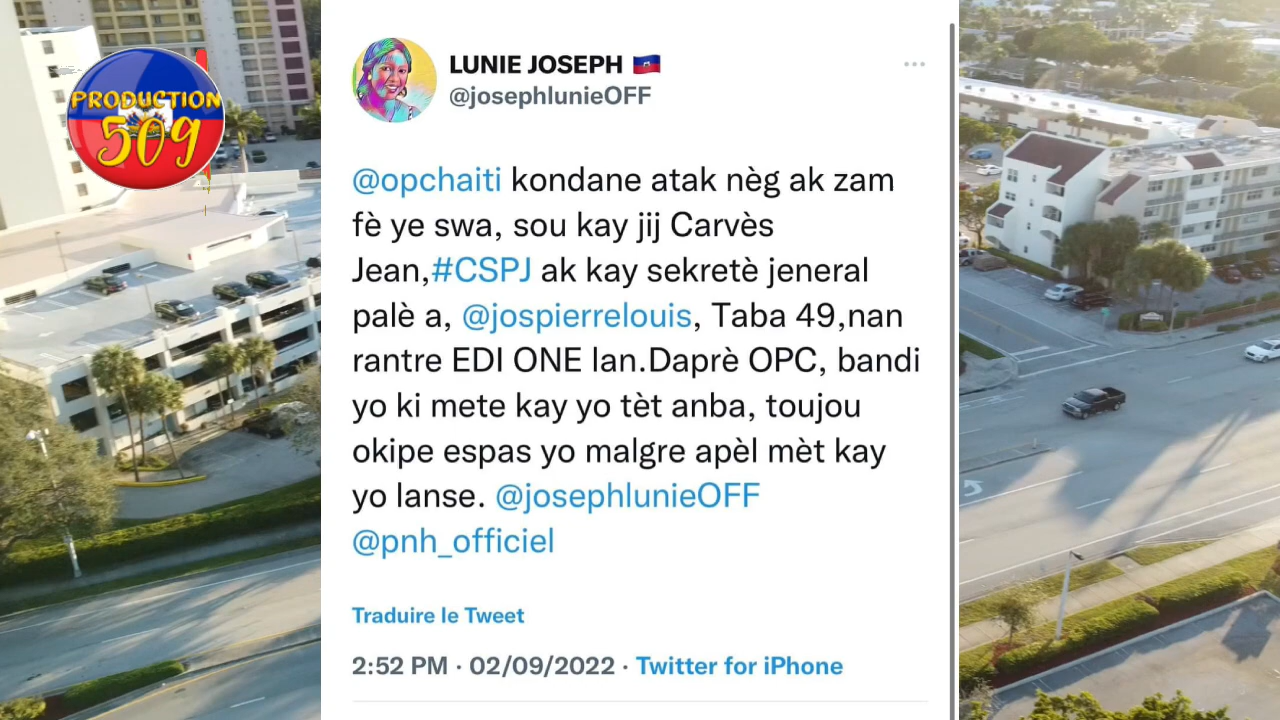 PRODUCTION
509
LUNIE JOSEPH 🇭🇹
@josephlunieOFF
@opchaiti kondane atak nèg ak zam
fè ye swa, sou kay jij Carvès
Jean,#CSPJ ak kay sekretè jeneral
palè a, @jospierrelouis, Taba 49,nan
rantre EDI ONE lan.Daprè OPC, bandi
yo ki mete kay yo tèt anba, toujou
okipe espas yo malgre apèl mèt kay
yo lanse. @josephlunieOFF
@pnh_officiel
Traduire le Tweet
2:52 PM · 02/09/2022 · Twitter for iPhone